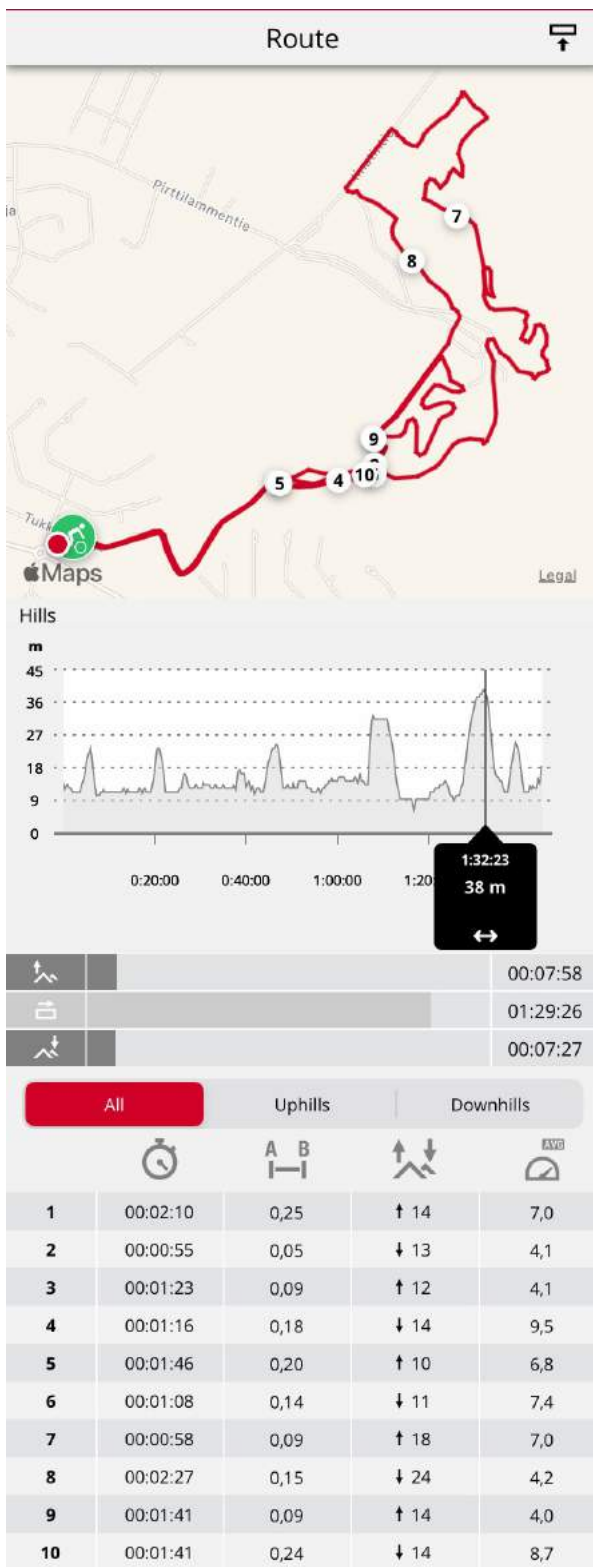 Route
Pirttilammentie
ja
7
8
9
10
4
5
Tukk
Maps
Legal
Hills
m
45
36
27
18
9
0
0:20:00 0:40:00 1:00:00 1:20
1:32:23
38 m
00:07:58
01:29:26
00:07:27
All Uphills Downhills
A B AVG
1 00:02:10 0,25 ↑ 14 7,0
2 00:00:55 0,05 ↓ 13 4,1
3 00:01:23 0,09 ↑ 12 4,1
4 00:01:16 0,18 ↓ 14 9,5
5 00:01:46 0,20 ↑ 10 6,8
6 00:01:08 0,14 ↓ 11 7,4
7 00:00:58 0,09 ↑ 18 7,0
8 00:02:27 0,15 ↓ 24 4,2
9 00:01:41 0,09 ↑ 14 4,0
10 00:01:41 0,24 ↓ 14 8,7